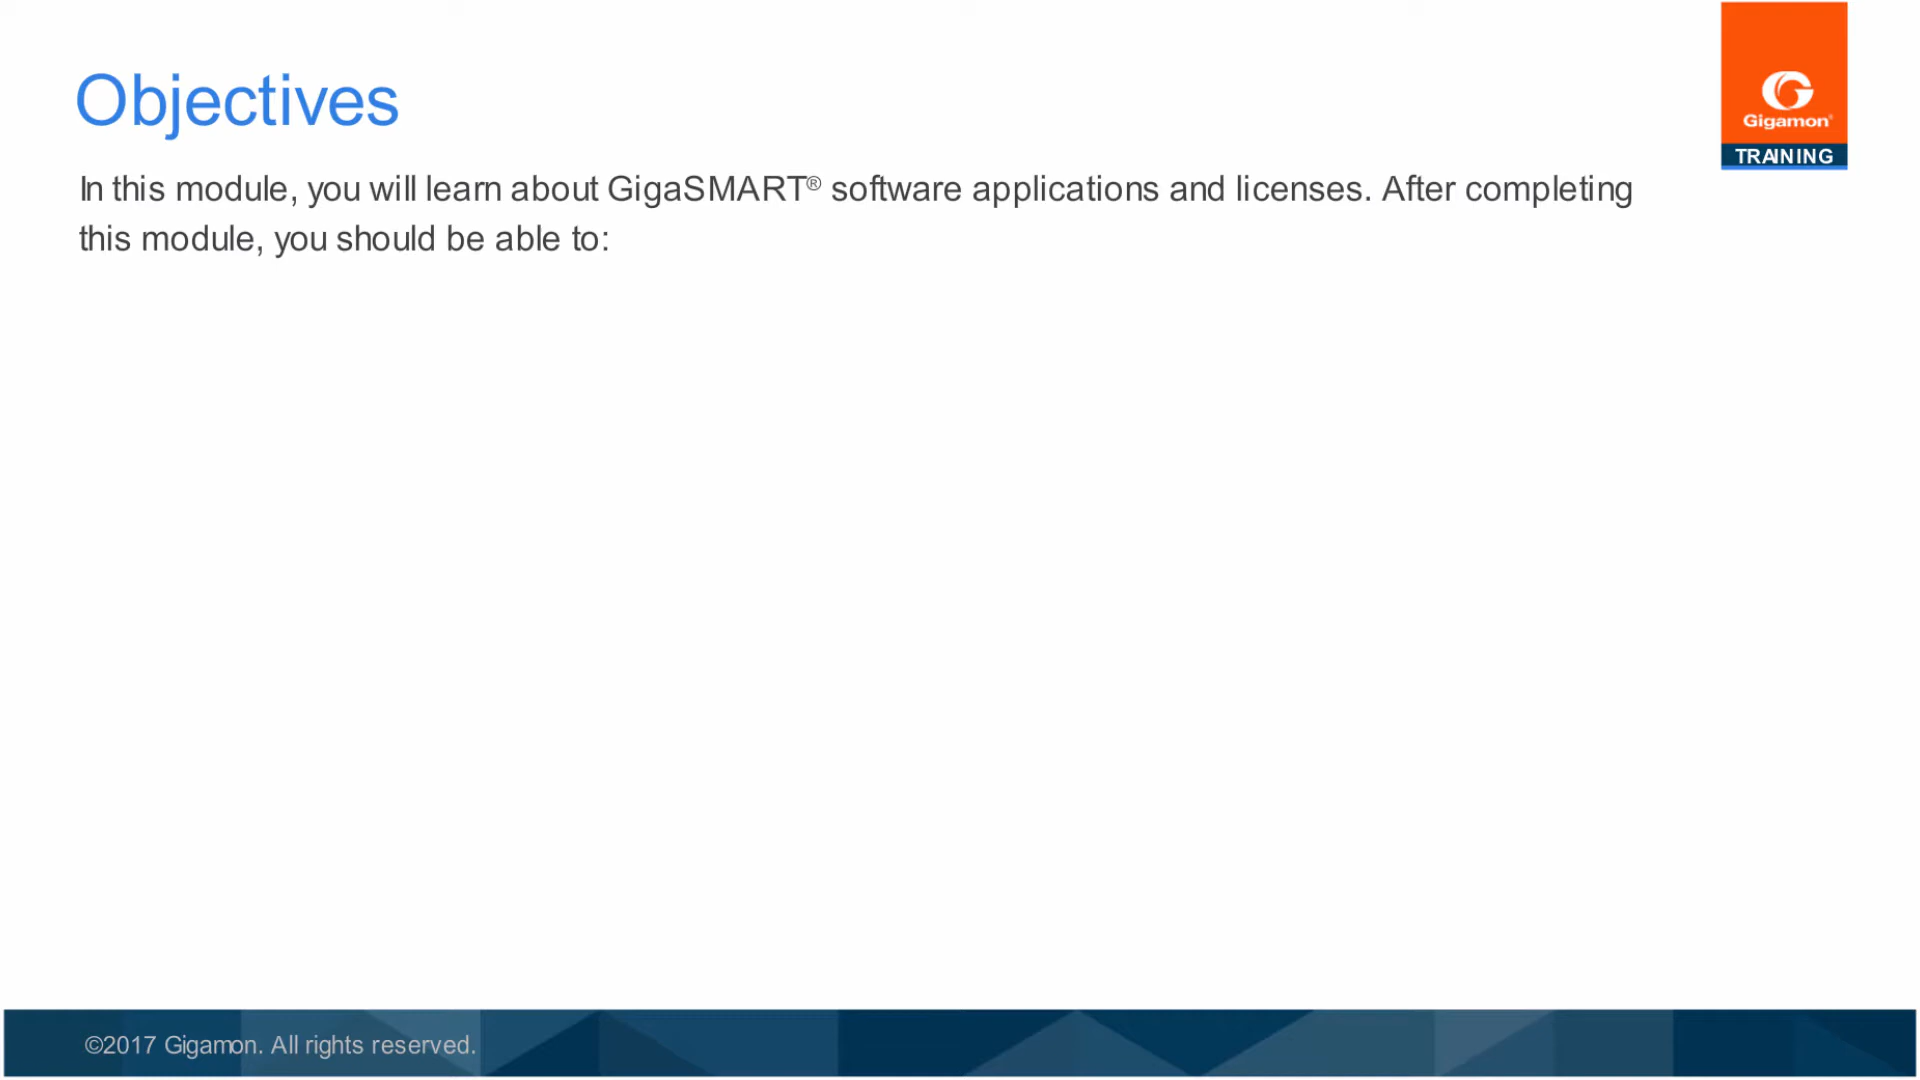 Objectives
Gigamon®
TRAINING
In this module, you will learn about GigaSMART® software applications and licenses. After completing
this module, you should be able to:
©2017 Gigamon. All rights reserved.